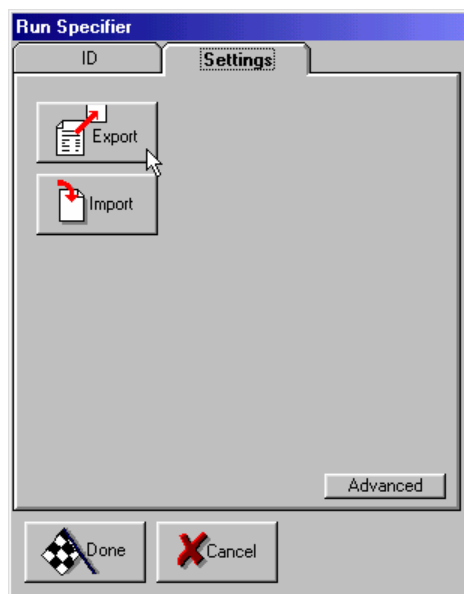 Run Specifier
ID Settings
Export
Import
Advanced
Done Cancel